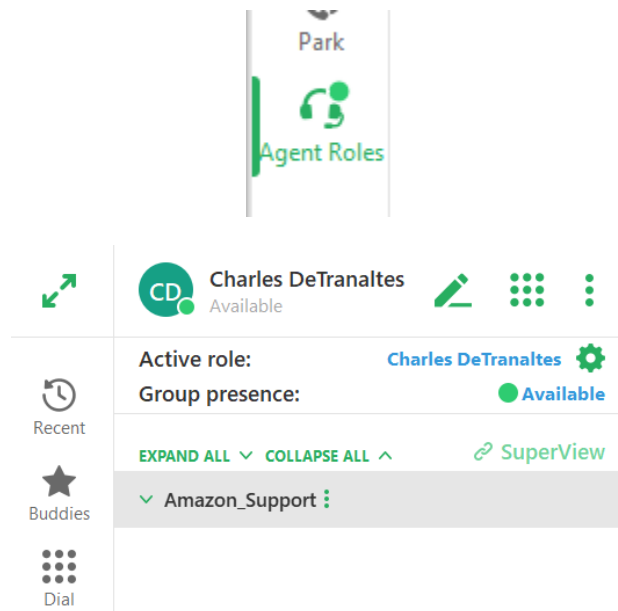 Park
Agent Roles
CD
Charles DeTranaltes
Available
Active role: Charles DeTranaltes
Group presence: Available
EXPAND ALL COLLAPSE ALL SuperView
Recent
Amazon_Support
Buddies
Dial